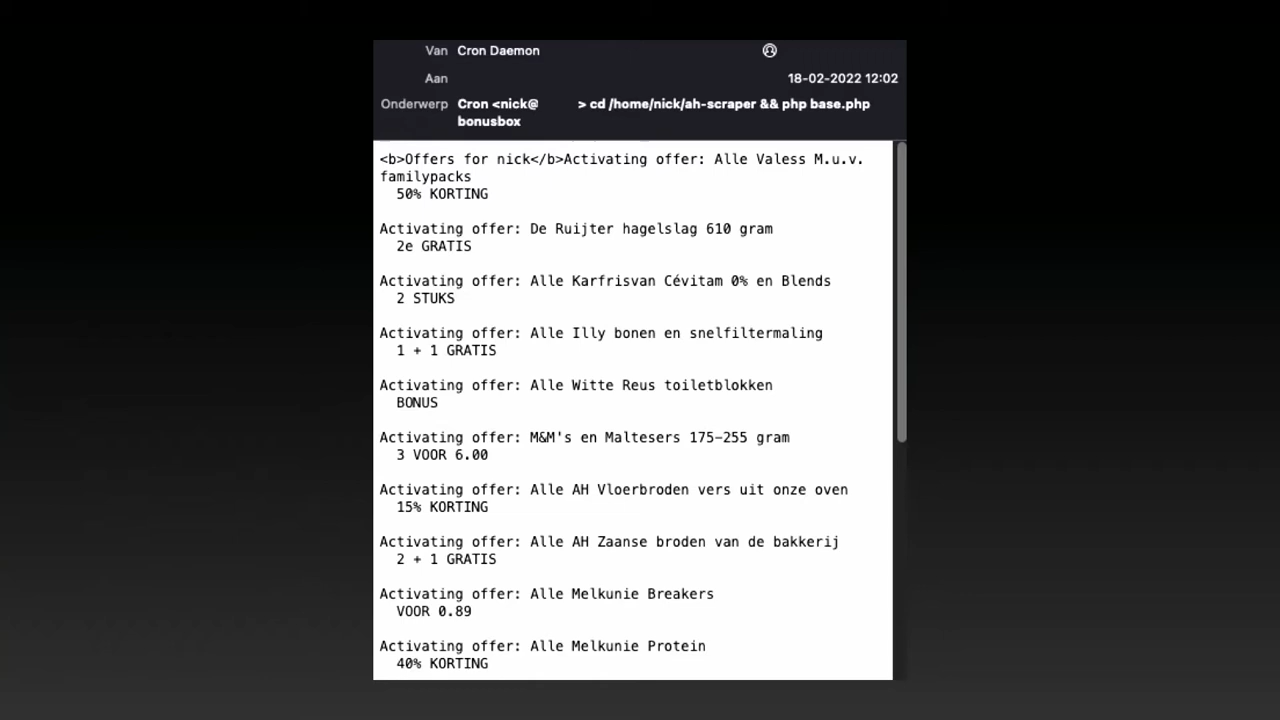 Van Cron Daemon
Aan 18-02-2022 12:02
Onderwerp Cron <nick@ > cd /home/nick/ah-scraper && php base.php
bonusbox
<b>Offers for nick</b>Activating offer: Alle Valess M.u.v.
familypacks
50% KORTING
Activating offer: De Ruijter hagelslag 610 gram
2e GRATIS
Activating offer: Alle Karfrisvan Cévitam 0% en Blends
2 STUKS
Activating offer: Alle Illy bonen en snelfiltermaling
1 + 1 GRATIS
Activating offer: Alle Witte Reus toiletblokken
BONUS
Activating offer: M&M's en Maltesers 175-255 gram
3 VOOR 6.00
Activating offer: Alle AH Vloerbroden vers uit onze oven
15% KORTING
Activating offer: Alle AH Zaanse broden van de bakkerij
2 + 1 GRATIS
Activating offer: Alle Melkunie Breakers
VOOR 0.89
Activating offer: Alle Melkunie Protein
40% KORTING